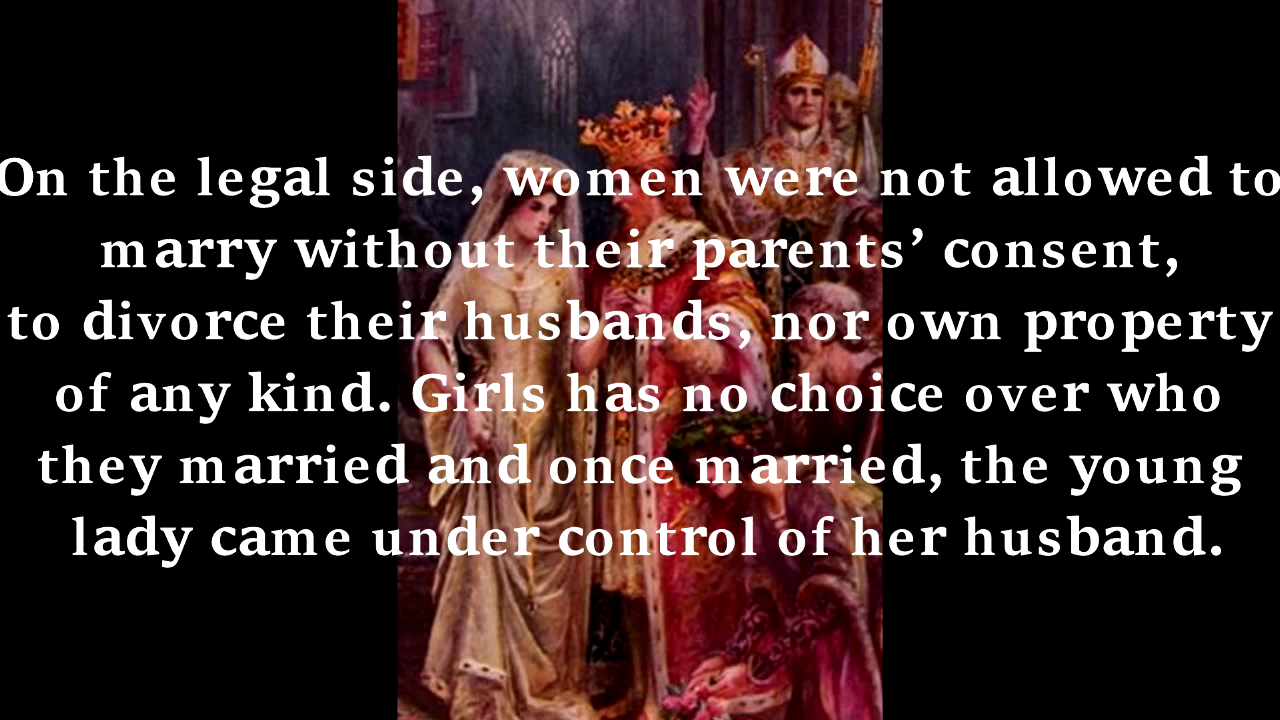 On the legal side, women were not allowed to
marry without their parents’ consent,
to divorce their husbands, nor own property
of any kind. Girls has no choice over who
they married and once married, the young
lady came under control of her husband.